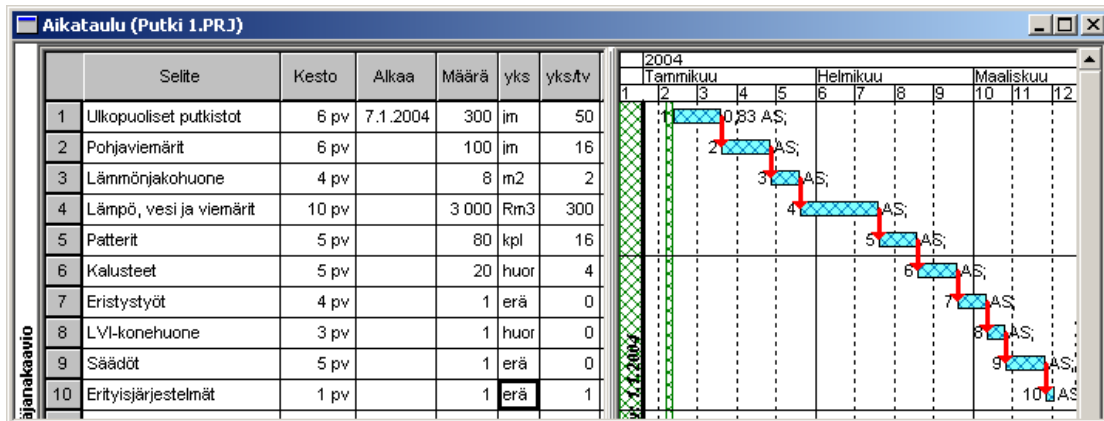 Aikataulu (Putki 1.PRJ)
Selite Kesto Alkaa Määrä yks yks/tv
2004
Tammikuu Helmikuu Maaliskuu
1 2 3 4 5 6 7 8 9 10 11 12
1 Ulkopuoliset putkistot 6 pv 7.1.2004 300 jm 50 1 0,83 AS;
2 Pohjaviemärit 6 pv 100 jm 16 2 AS;
3 Lämmönjakohuone 4 pv 8 m2 2 3 AS;
4 Lämpö, vesi ja viemärit 10 pv 3 000 Rm3 300 4 AS;
5 Patterit 5 pv 80 kpl 16 5 AS;
6 Kalusteet 5 pv 20 huor 4 6 AS;
7 Eristystyöt 4 pv 1 erä 0 7 AS;
8 LVI-konehuone 3 pv 1 huor 0 8 AS;
9 Säädöt 5 pv 1 erä 0 9 AS;
10 Erityisjärjestelmät 1 pv 1 erä 1 10 AS
1.1.2004